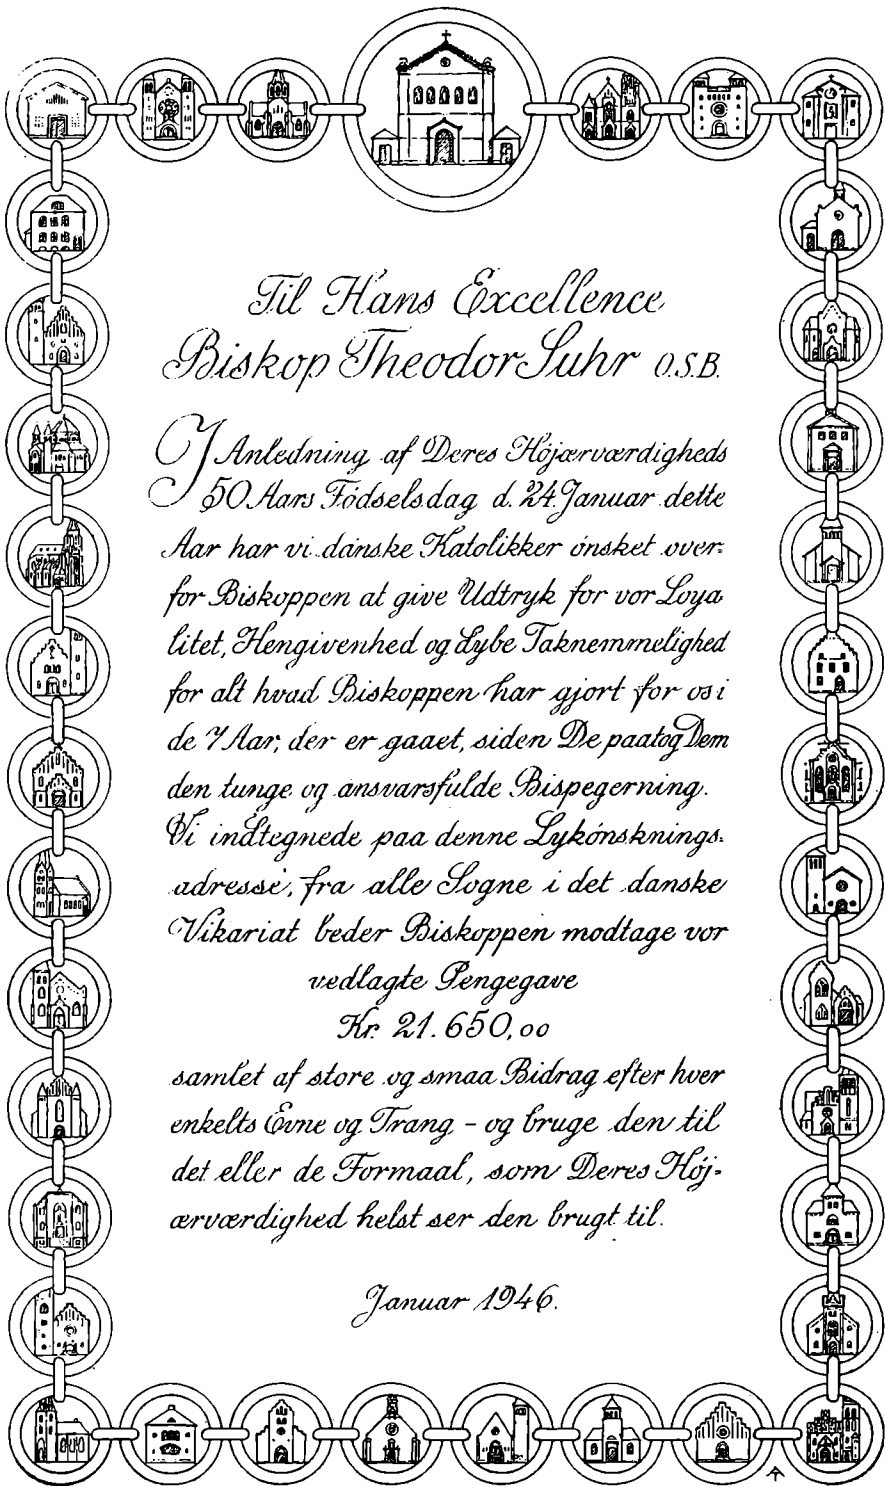 Til Hans Excellence
Biskop Theodor Suhr O.S.B.
I Anledning af Deres Højærværdigheds
50 Aars Fødselsdag d. 24. Januar dette
Aar har vi danske Katolikker ønsket over-
for Biskoppen at give Udtryk for vor Loya
litet, Hengivenhed og dybe Taknemmelighed
for alt hvad Biskoppen har gjort for os i
de 7 Aar, der er gaaet, siden De paatog Dem
den tunge og ansvarsfulde Bispegerning.
Vi indtegnede paa denne Lykønsknings-
adresse, fra alle Sogne i det danske
Vikariat beder Biskoppen modtage vor
vedlagte Pengegave
Kr. 21.650,00
samlet af store og smaa Bidrag efter hver
enkelts Evne og Trang - og bruge den til
det eller de Formaal, som Deres Høj-
ærværdighed helst ser den brugt til.
Januar 1946.